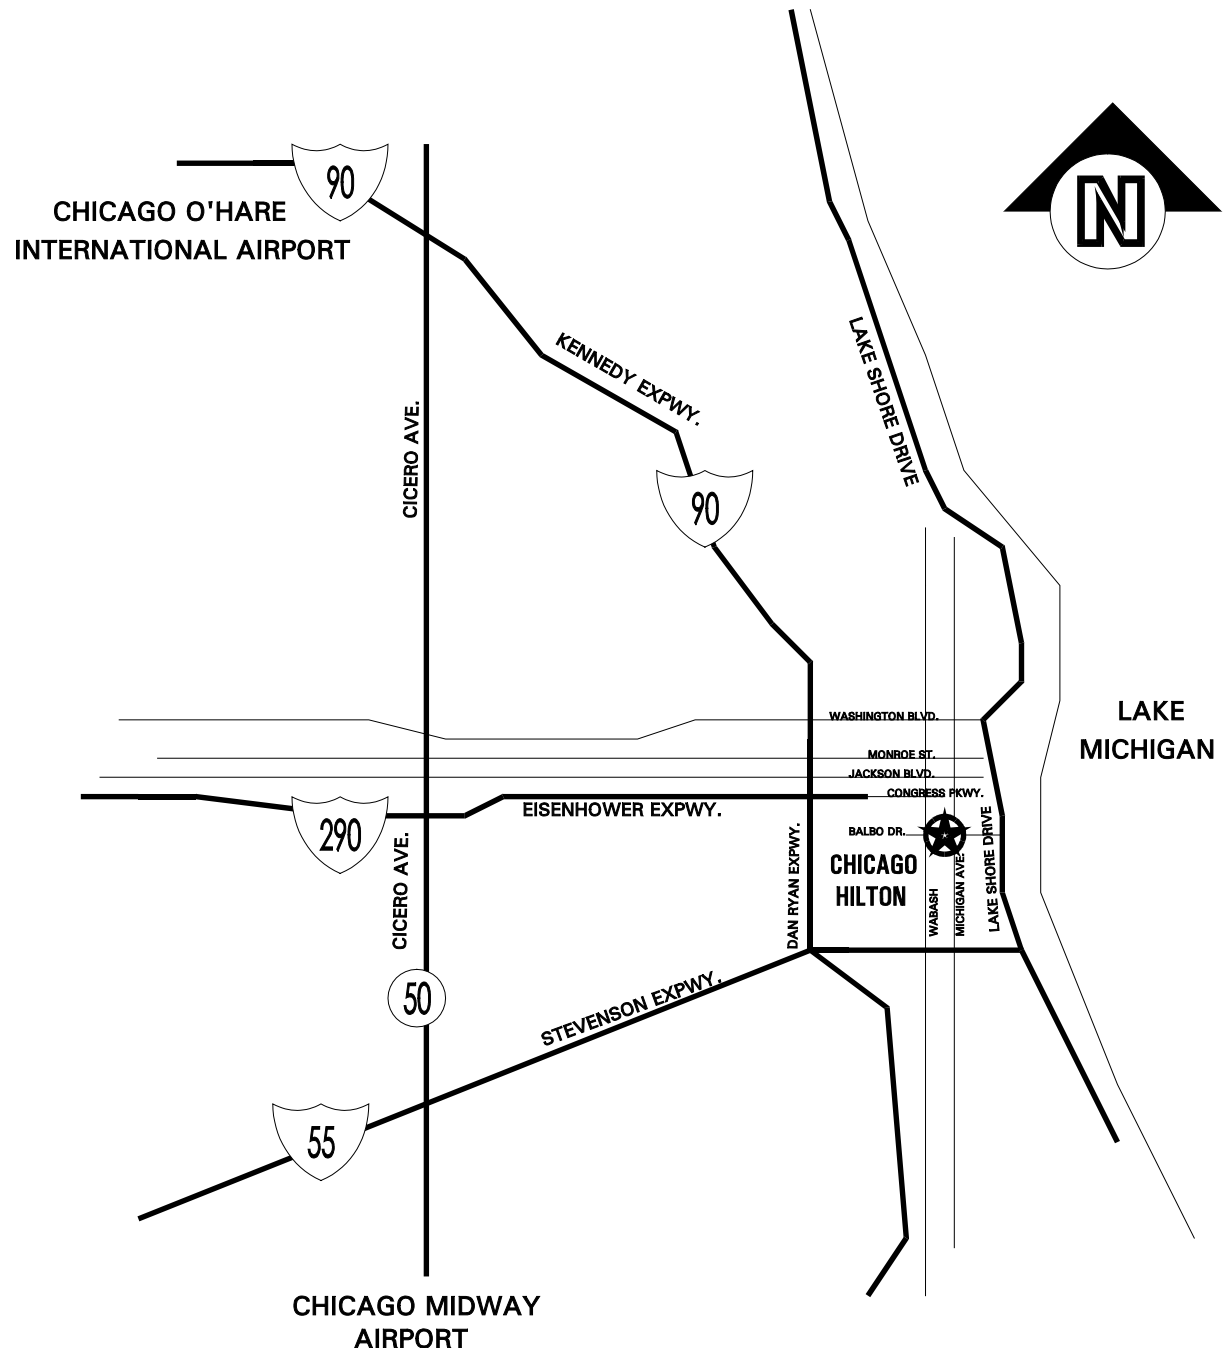 90
CHICAGO O'HARE
INTERNATIONAL AIRPORT
N
LAKE SHORE DRIVE
KENNEDY EXPWY.
CICERO AVE.
90
LAKE
MICHIGAN
WASHINGTON BLVD.
MONROE ST.
JACKSON BLVD.
CONGRESS PKWY.
EISENHOWER EXPWY.
290
BALBO DR.
CHICAGO
HILTON
CICERO AVE.
DAN RYAN EXPWY.
WABASH
MICHIGAN AVE.
LAKE SHORE DRIVE
50
STEVENSON EXPWY.
55
CHICAGO MIDWAY
AIRPORT